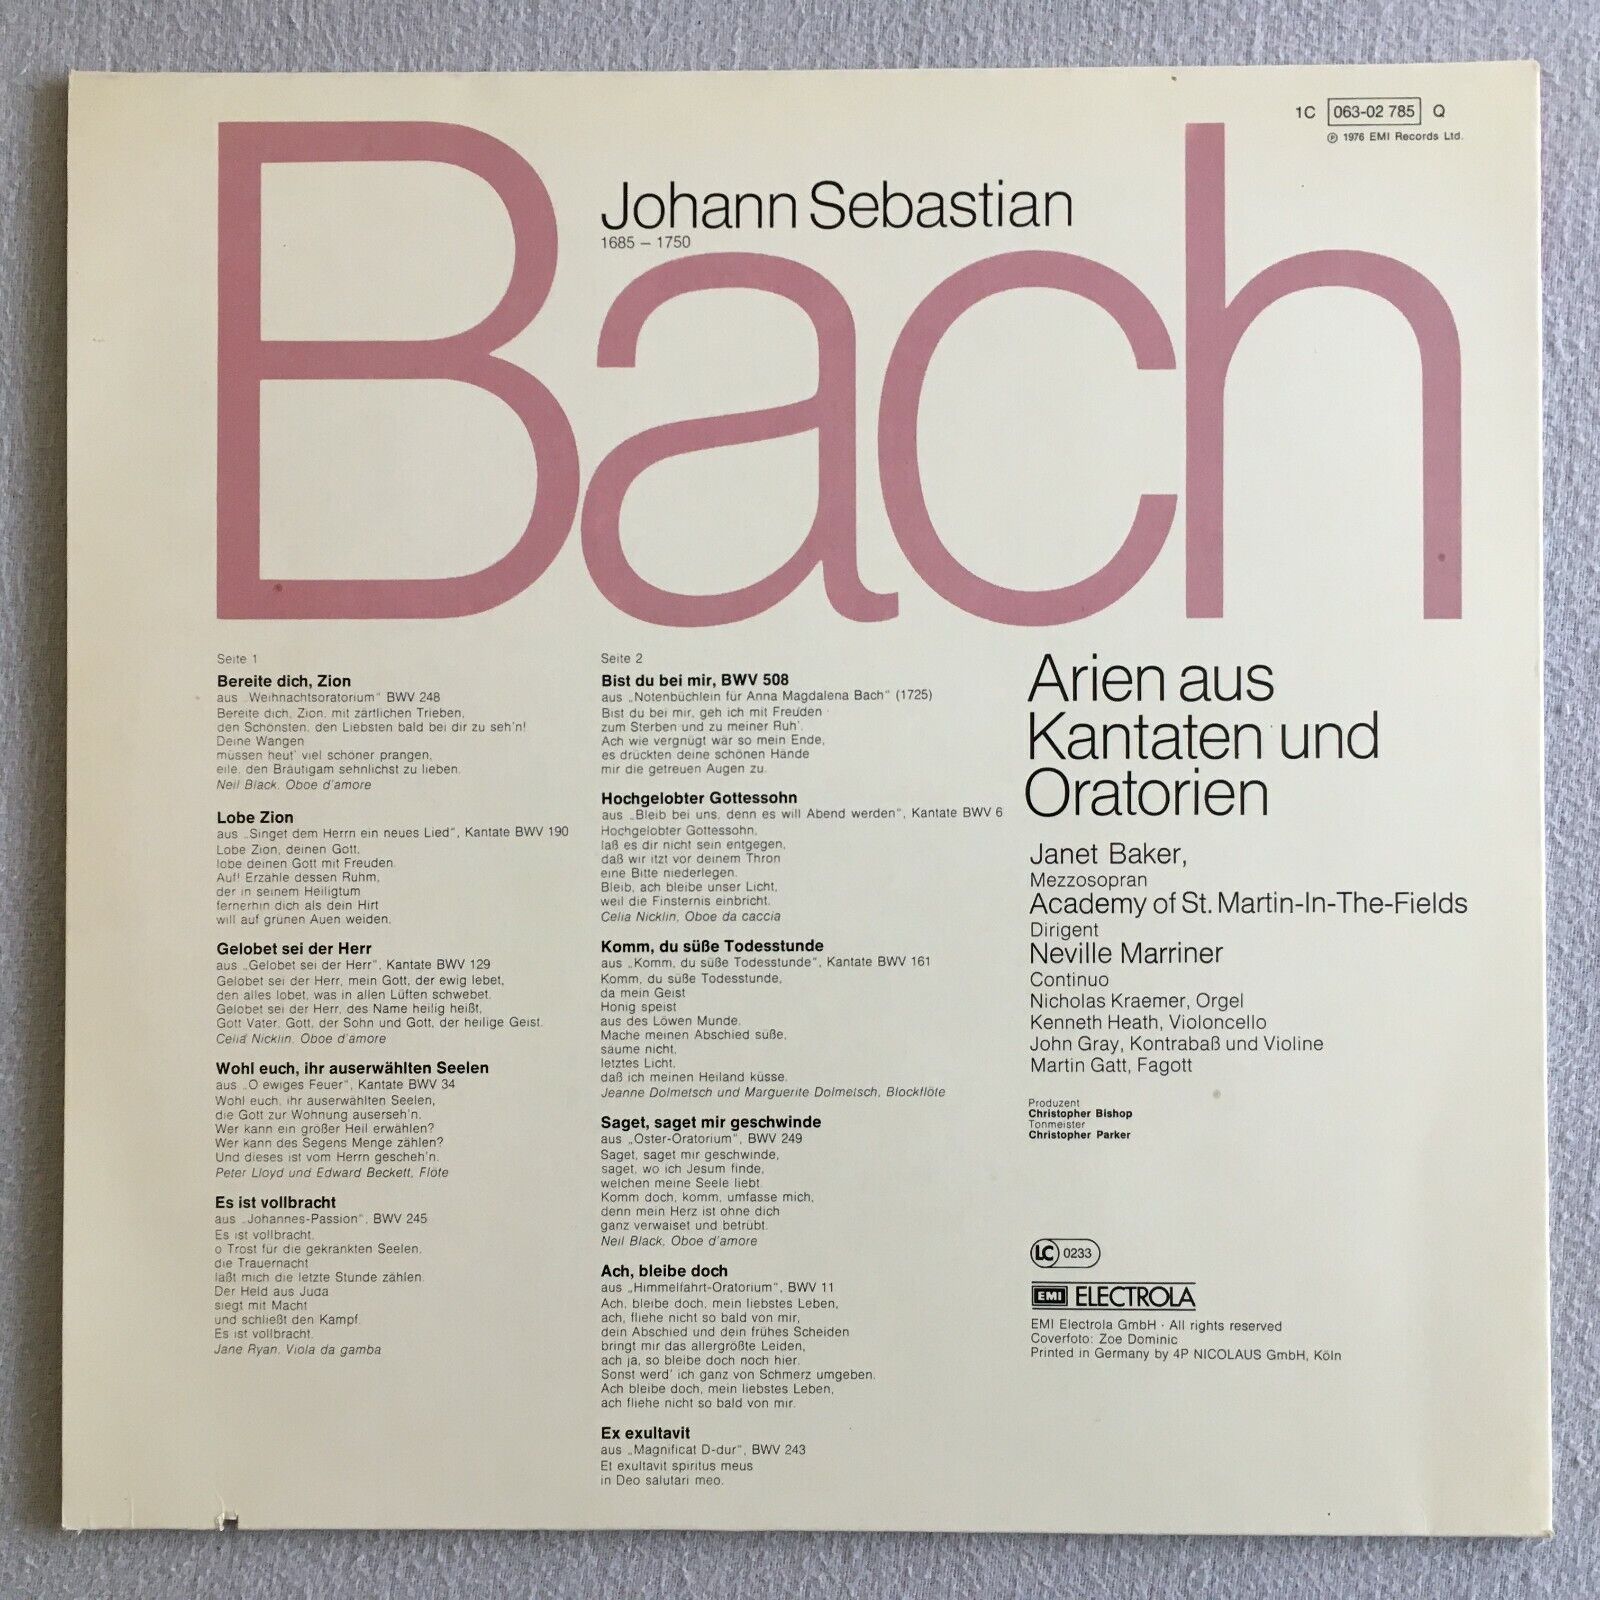 1C 063-02 785 Q
℗ 1976 EMI Records Ltd.
Johann Sebastian
1685 – 1750
Bach
Seite 1
Bereite dich, Zion
aus „Weihnachtsoratorium" BWV 248
Bereite dich, Zion, mit zärtlichen Trieben,
den Schönsten, den Liebsten bald bei dir zu seh'n!
Deine Wangen
müssen heut' viel schöner prangen,
eile, den Bräutigam sehnlichst zu lieben.
Neil Black, Oboe d'amore
Lobe Zion
aus „Singet dem Herrn ein neues Lied", Kantate BWV 190
Lobe Zion, deinen Gott,
lobe deinen Gott mit Freuden.
Auf! Erzahle dessen Ruhm,
der in seinem Heiligtum
fernerhin dich als dein Hirt
will auf grünen Auen weiden.
Gelobet sei der Herr
aus „Gelobet sei der Herr", Kantate BWV 129
Gelobet sei der Herr, mein Gott, der ewig lebet,
den alles lobet, was in allen Lüften schwebet.
Gelobet sei der Herr, des Name heilig heißt,
Gott Vater, Gott, der Sohn und Gott, der heilige Geist.
Celia Nicklin, Oboe d'amore
Wohl euch, ihr auserwählten Seelen
aus „O ewiges Feuer", Kantate BWV 34
Wohl euch, ihr auserwählten Seelen,
die Gott zur Wohnung auserseh'n.
Wer kann ein größer Heil erwählen?
Wer kann des Segens Menge zählen?
Und dieses ist vom Herrn gescheh'n.
Peter Lloyd und Edward Beckett, Flöte
Es ist vollbracht
aus „Johannes-Passion", BWV 245
Es ist vollbracht,
o Trost für die gekränkten Seelen,
die Trauernacht
läßt mich die letzte Stunde zählen.
Der Held aus Juda
siegt mit Macht
und schließt den Kampf.
Es ist vollbracht.
Jane Ryan, Viola da gamba
Seite 2
Bist du bei mir, BWV 508
aus „Notenbüchlein für Anna Magdalena Bach" (1725)
Bist du bei mir, geh ich mit Freuden
zum Sterben und zu meiner Ruh'.
Ach wie vergnügt wär so mein Ende,
es drückten deine schönen Hände
mir die getreuen Augen zu.
Hochgelobter Gottessohn
aus „Bleib bei uns, denn es will Abend werden", Kantate BWV 6
Hochgelobter Gottessohn,
laß es dir nicht sein entgegen,
daß wir itzt vor deinem Thron
eine Bitte niederlegen.
Bleib, ach bleibe unser Licht,
weil die Finsternis einbricht.
Celia Nicklin, Oboe da caccia
Komm, du süße Todesstunde
aus „Komm, du süße Todesstunde", Kantate BWV 161
Komm, du süße Todesstunde,
da mein Geist
Honig speist
aus des Löwen Munde.
Mache meinen Abschied süße,
säume nicht,
letztes Licht,
daß ich meinen Heiland küsse.
Jeanne Dolmetsch und Marguerite Dolmetsch, Blockflöte
Saget, saget mir geschwinde
aus „Oster-Oratorium", BWV 249
Saget, saget mir geschwinde,
saget, wo ich Jesum finde,
welchen meine Seele liebt.
Komm doch, komm, umfasse mich,
denn mein Herz ist ohne dich
ganz verwaiset und betrübt.
Neil Black, Oboe d'amore
Ach, bleibe doch
aus „Himmelfahrt-Oratorium", BWV 11
Ach, bleibe doch, mein liebstes Leben,
ach, fliehe nicht so bald von mir,
dein Abschied und dein frühes Scheiden
bringt mir das allergrößte Leiden,
ach ja, so bleibe doch noch hier.
Sonst werd' ich ganz von Schmerz umgeben.
Ach bleibe doch, mein liebstes Leben,
ach fliehe nicht so bald von mir.
Ex exultavit
aus „Magnificat D-dur", BWV 243
Et exultavit spiritus meus
in Deo salutari meo.
Arien aus
Kantaten und
Oratorien
Janet Baker,
Mezzosopran
Academy of St. Martin-In-The-Fields
Dirigent
Neville Marriner
Continuo
Nicholas Kraemer, Orgel
Kenneth Heath, Violoncello
John Gray, Kontrabaß und Violine
Martin Gatt, Fagott
Produzent
Christopher Bishop
Tonmeister
Christopher Parker
LC 0233
EMI ELECTROLA
EMI Electrola GmbH · All rights reserved
Coverfoto: Zoe Dominic
Printed in Germany by 4P NICOLAUS GmbH, Köln